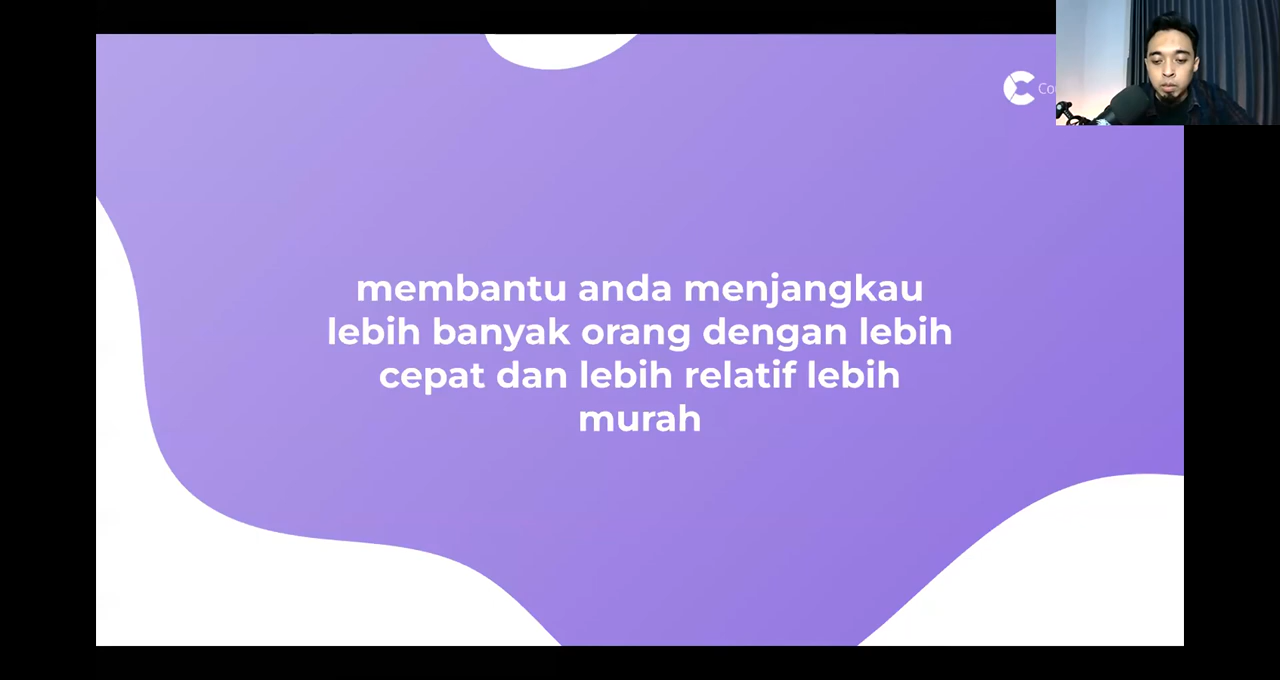 membantu anda menjangkau
lebih banyak orang dengan lebih
cepat dan lebih relatif lebih
murah